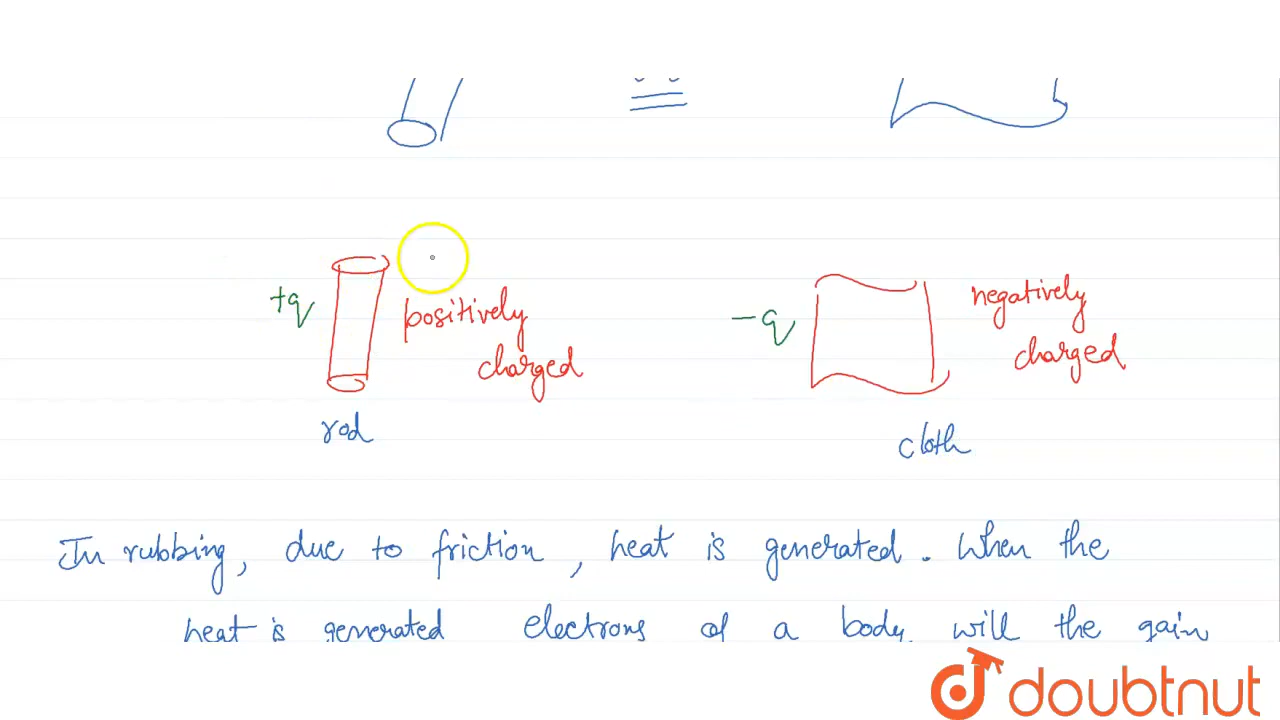 +q
positively
charged
rod
-q
negatively
charged
cloth
In rubbing, due to friction, heat is generated. When the
heat is generated electrons of a body will the gain
doubtnut